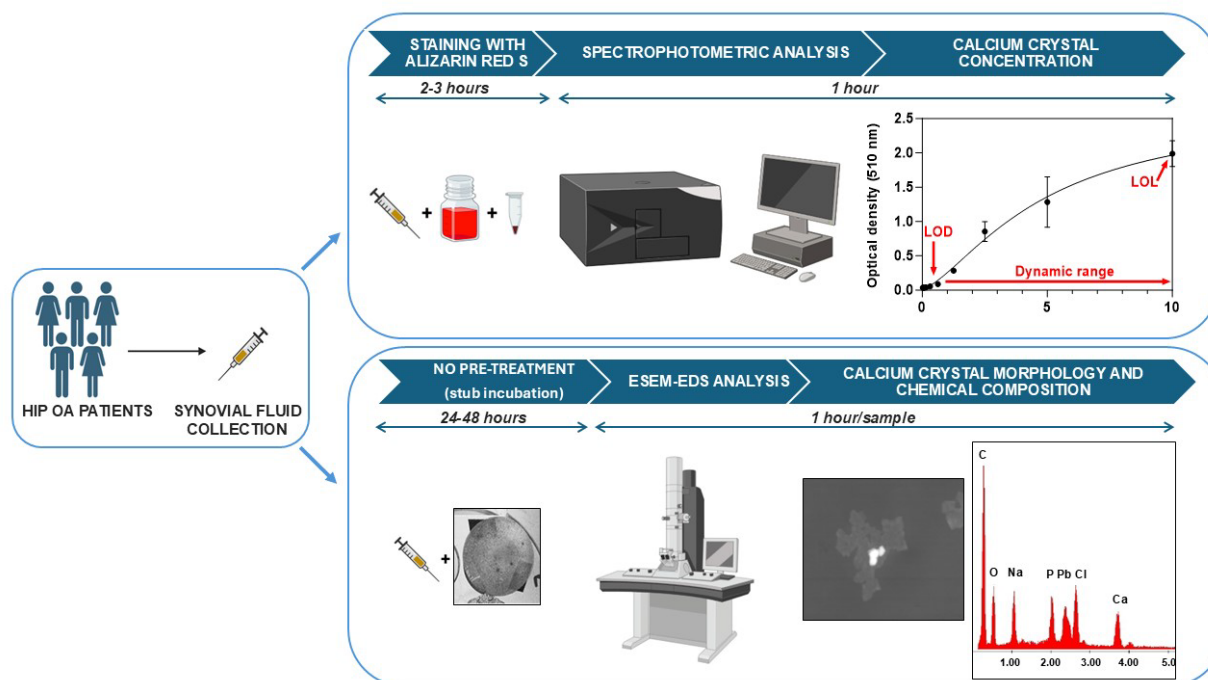 HIP OA PATIENTS
SYNOVIAL FLUID
COLLECTION
STAINING WITH
ALIZARIN RED S
SPECTROPHOTOMETRIC ANALYSIS
CALCIUM CRYSTAL
CONCENTRATION
2-3 hours
1 hour
+
+
Optical density (510 nm)
2.5
2.0
1.5
1.0
0.5
0.0
LOD
LOL
Dynamic range
0
5
10
NO PRE-TREATMENT
(stub incubation)
ESEM-EDS ANALYSIS
CALCIUM CRYSTAL MORPHOLOGY AND
CHEMICAL COMPOSITION
24-48 hours
1 hour/sample
+
C
O Na P Pb Cl
Ca
1.00 2.00 3.00 4.00 5.0